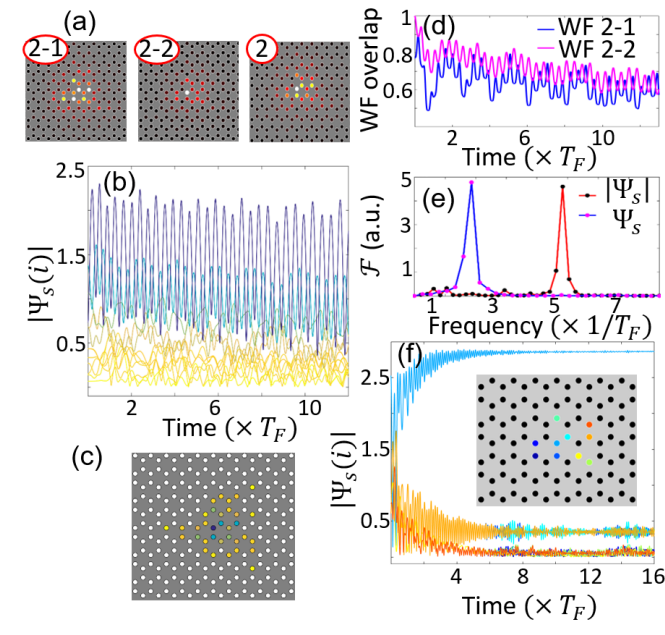 (a)
2-1
2-2
2
(b)
|Ψ_s(i)|
2.5
1.5
0.5
2
6
10
Time (× T_F)
(c)
(d)
WF overlap
1
0.8
0.6
WF 2-1
WF 2-2
2
6
10
Time (× T_F)
(e)
ℱ (a.u.)
5
3
1
|Ψ_s|
Ψ_s
1
3
5
7
Frequency (× 1/T_F)
(f)
|Ψ_s(i)|
2.5
1.5
0.5
4
8
12
16
Time (× T_F)